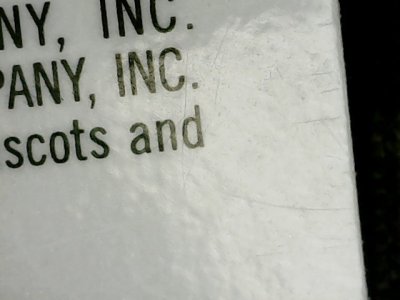 NY, INC.
PANY, INC.
scots and